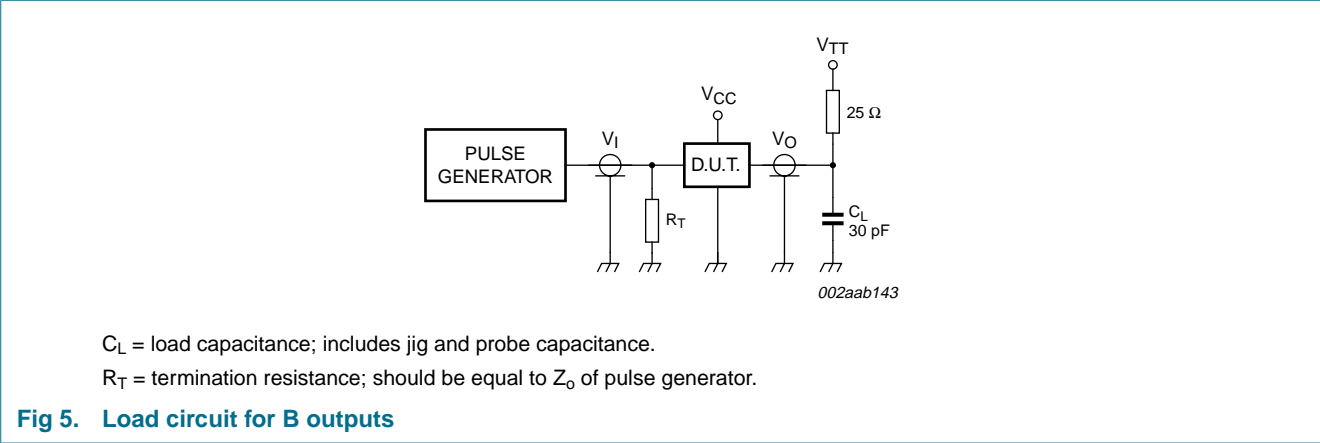 VTT
25 Ω
VCC
PULSE
GENERATOR
VI
D.U.T.
VO
RT
CL
30 pF
002aab143
CL = load capacitance; includes jig and probe capacitance.
RT = termination resistance; should be equal to Zo of pulse generator.
Fig 5. Load circuit for B outputs